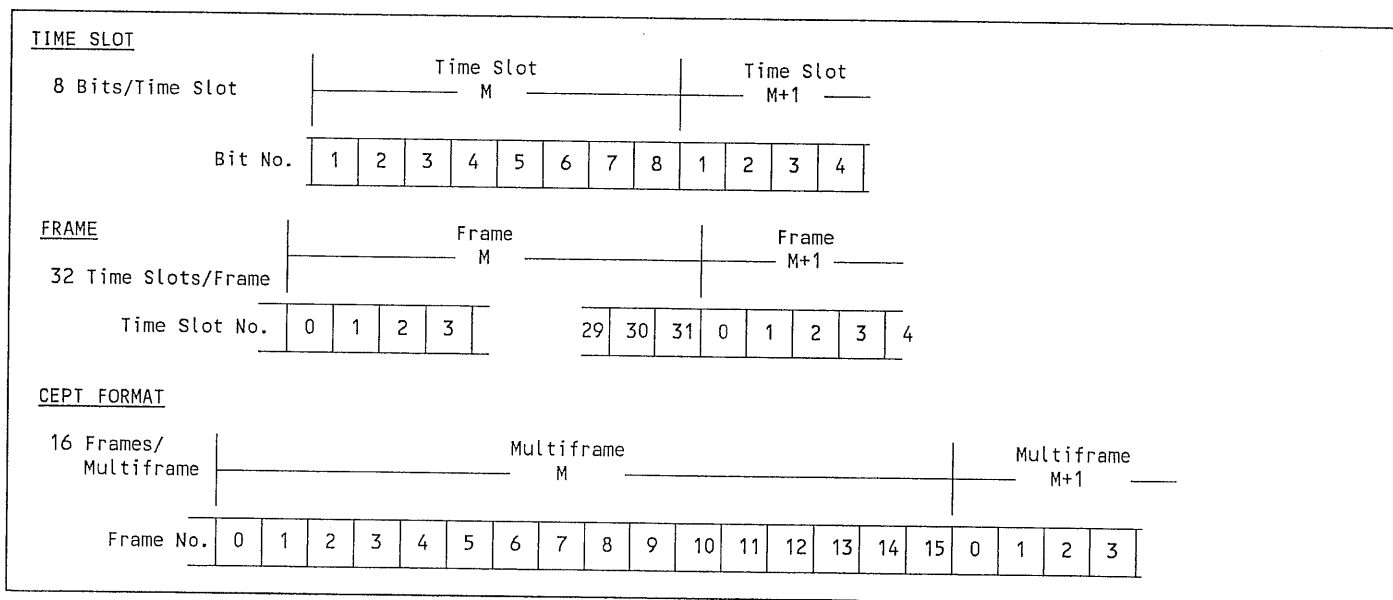 TIME SLOT
8 Bits/Time Slot
Time Slot
M
Time Slot
M+1
Bit No. 1 2 3 4 5 6 7 8 1 2 3 4
FRAME
32 Time Slots/Frame
Frame
M
Frame
M+1
Time Slot No. 0 1 2 3 29 30 31 0 1 2 3 4
CEPT FORMAT
16 Frames/
Multiframe
Multiframe
M
Multiframe
M+1
Frame No. 0 1 2 3 4 5 6 7 8 9 10 11 12 13 14 15 0 1 2 3